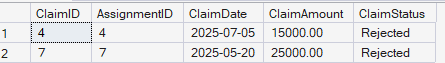 ClaimID AssignmentID ClaimDate ClaimAmount ClaimStatus
1 4 4 2025-07-05 15000.00 Rejected
2 7 7 2025-05-20 25000.00 Rejected